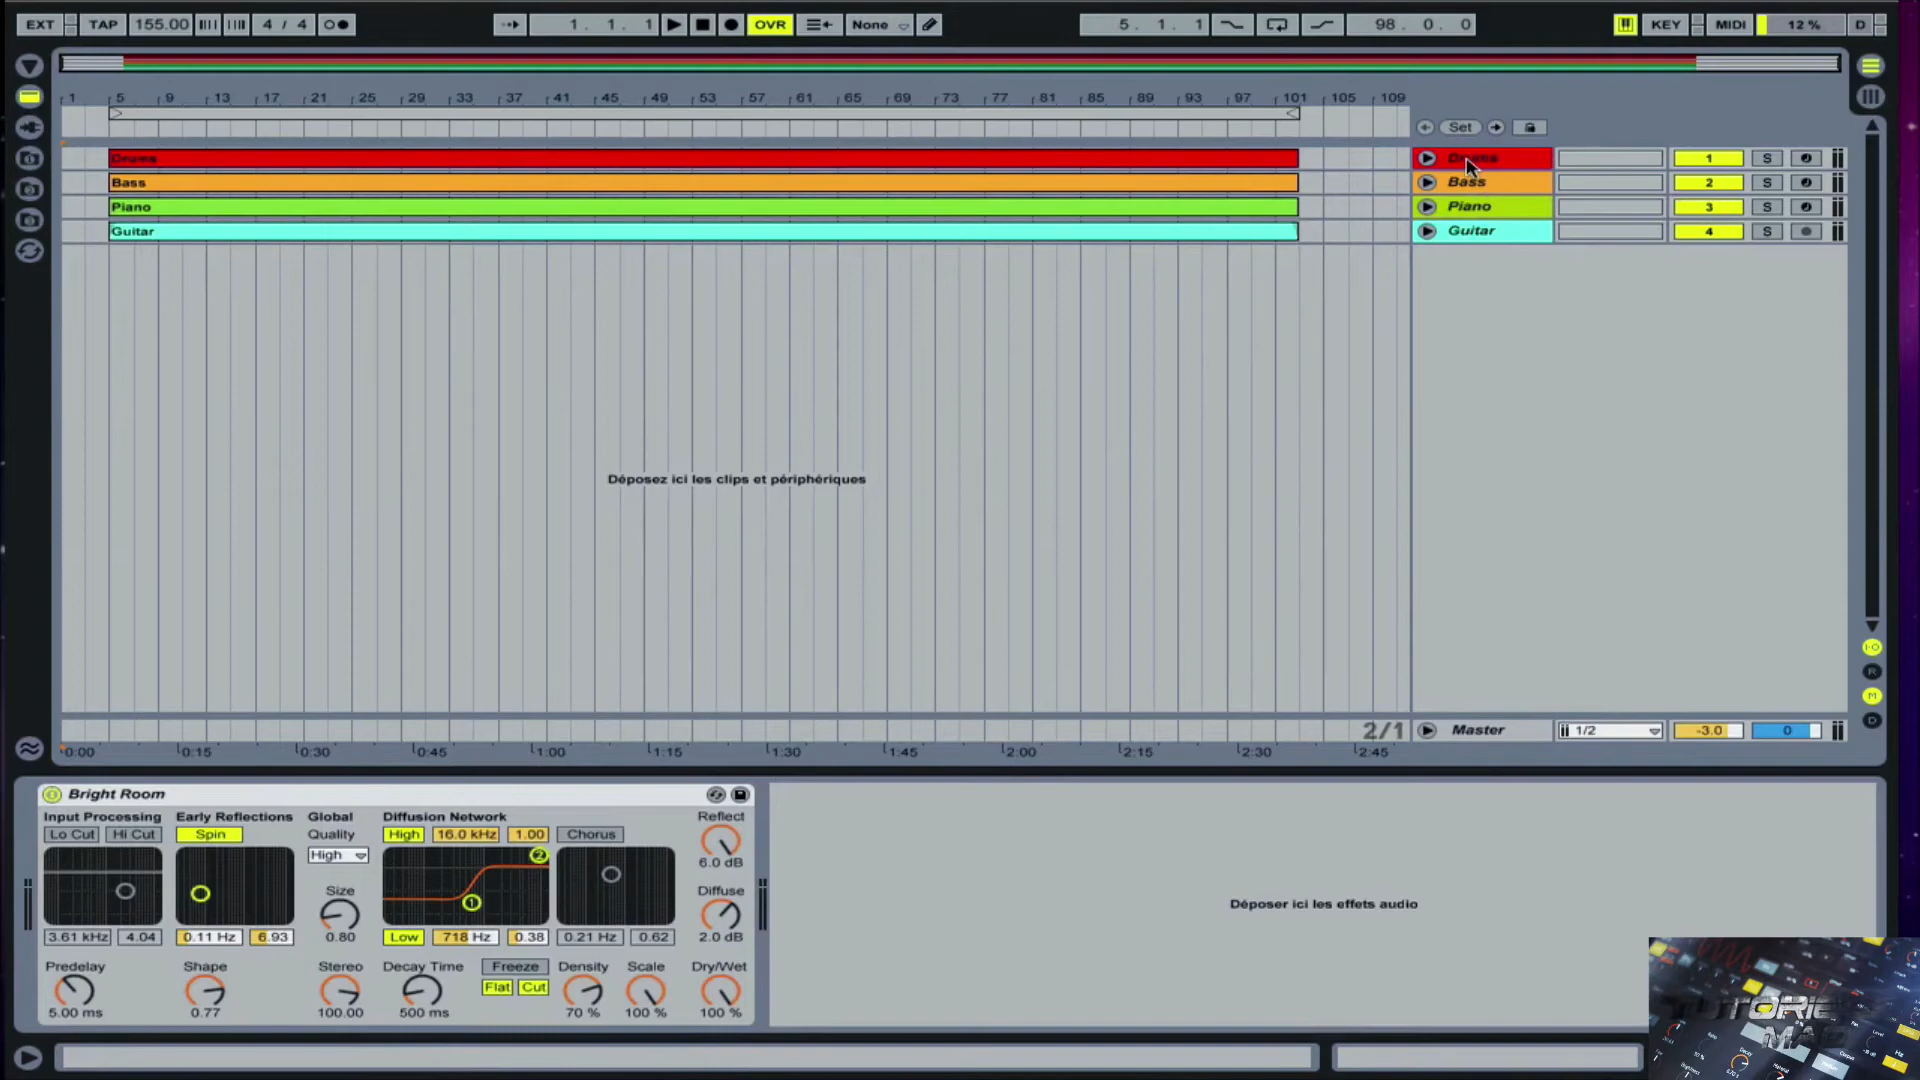 EXT TAP 155.00 4 / 4 1. 1. 1 OVR None 5. 1. 1 98. 0. 0 KEY MIDI 12 % D
1 5 9 13 17 21 25 29 33 37 41 45 49 53 57 61 65 69 73 77 81 85 89 93 97 101 105 109
Set
Drums Drums 1 S
Bass Bass 2 S
Piano Piano 3 S
Guitar Guitar 4 S
Déposez ici les clips et périphériques
I-O
R
M
D
2/1 Master 1/2 -3.0 0
0:00 0:15 0:30 0:45 1:00 1:15 1:30 1:45 2:00 2:15 2:30 2:45
Bright Room
Input Processing Early Reflections Global Diffusion Network Reflect
Lo Cut Hi Cut Spin Quality High 16.0 kHz 1.00 Chorus
High 2 6.0 dB
Size 1 Diffuse
3.61 kHz 4.04 0.11 Hz 6.93 0.80 Low 718 Hz 0.38 0.21 Hz 0.62 2.0 dB
Predelay Shape Stereo Decay Time Freeze Density Scale Dry/Wet
Flat Cut
5.00 ms 0.77 100.00 500 ms 70 % 100 % 100 %
Déposer ici les effets audio